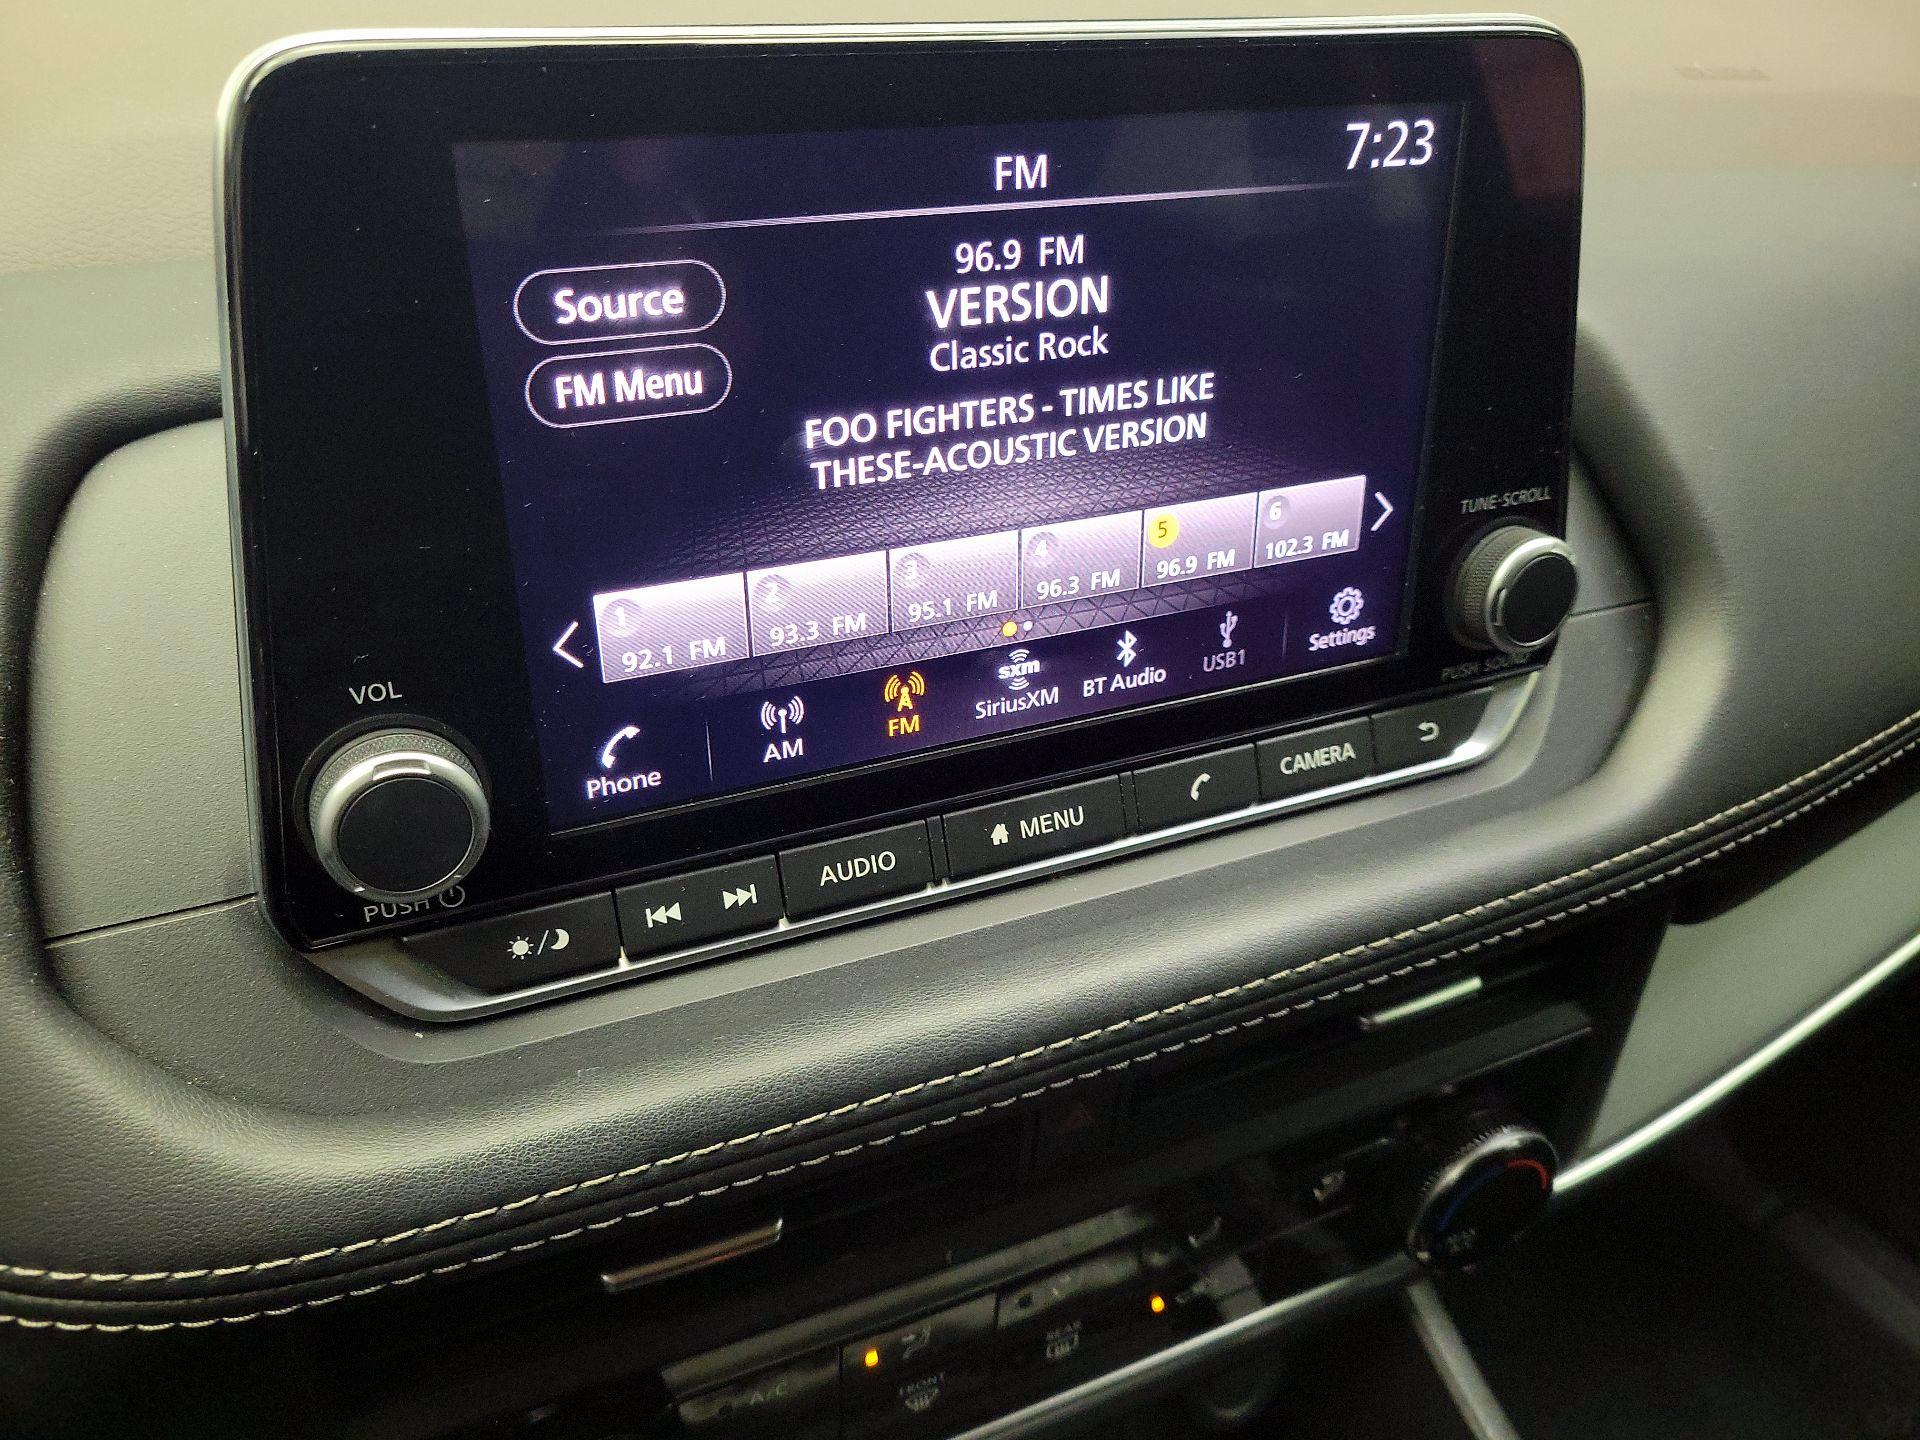 FM
7:23
96.9 FM
VERSION
Classic Rock
Source
FM Menu
FOO FIGHTERS - TIMES LIKE
THESE-ACOUSTIC VERSION
1
92.1 FM
2
93.3 FM
3
95.1 FM
4
96.3 FM
5
96.9 FM
6
102.3 FM
Phone
AM
FM
sxm
SiriusXM
BT Audio
USB1
Settings
VOL
PUSH
TUNE·SCROLL
PUSH·SOUND
AUDIO
MENU
CAMERA
A/C
FRONT
REAR